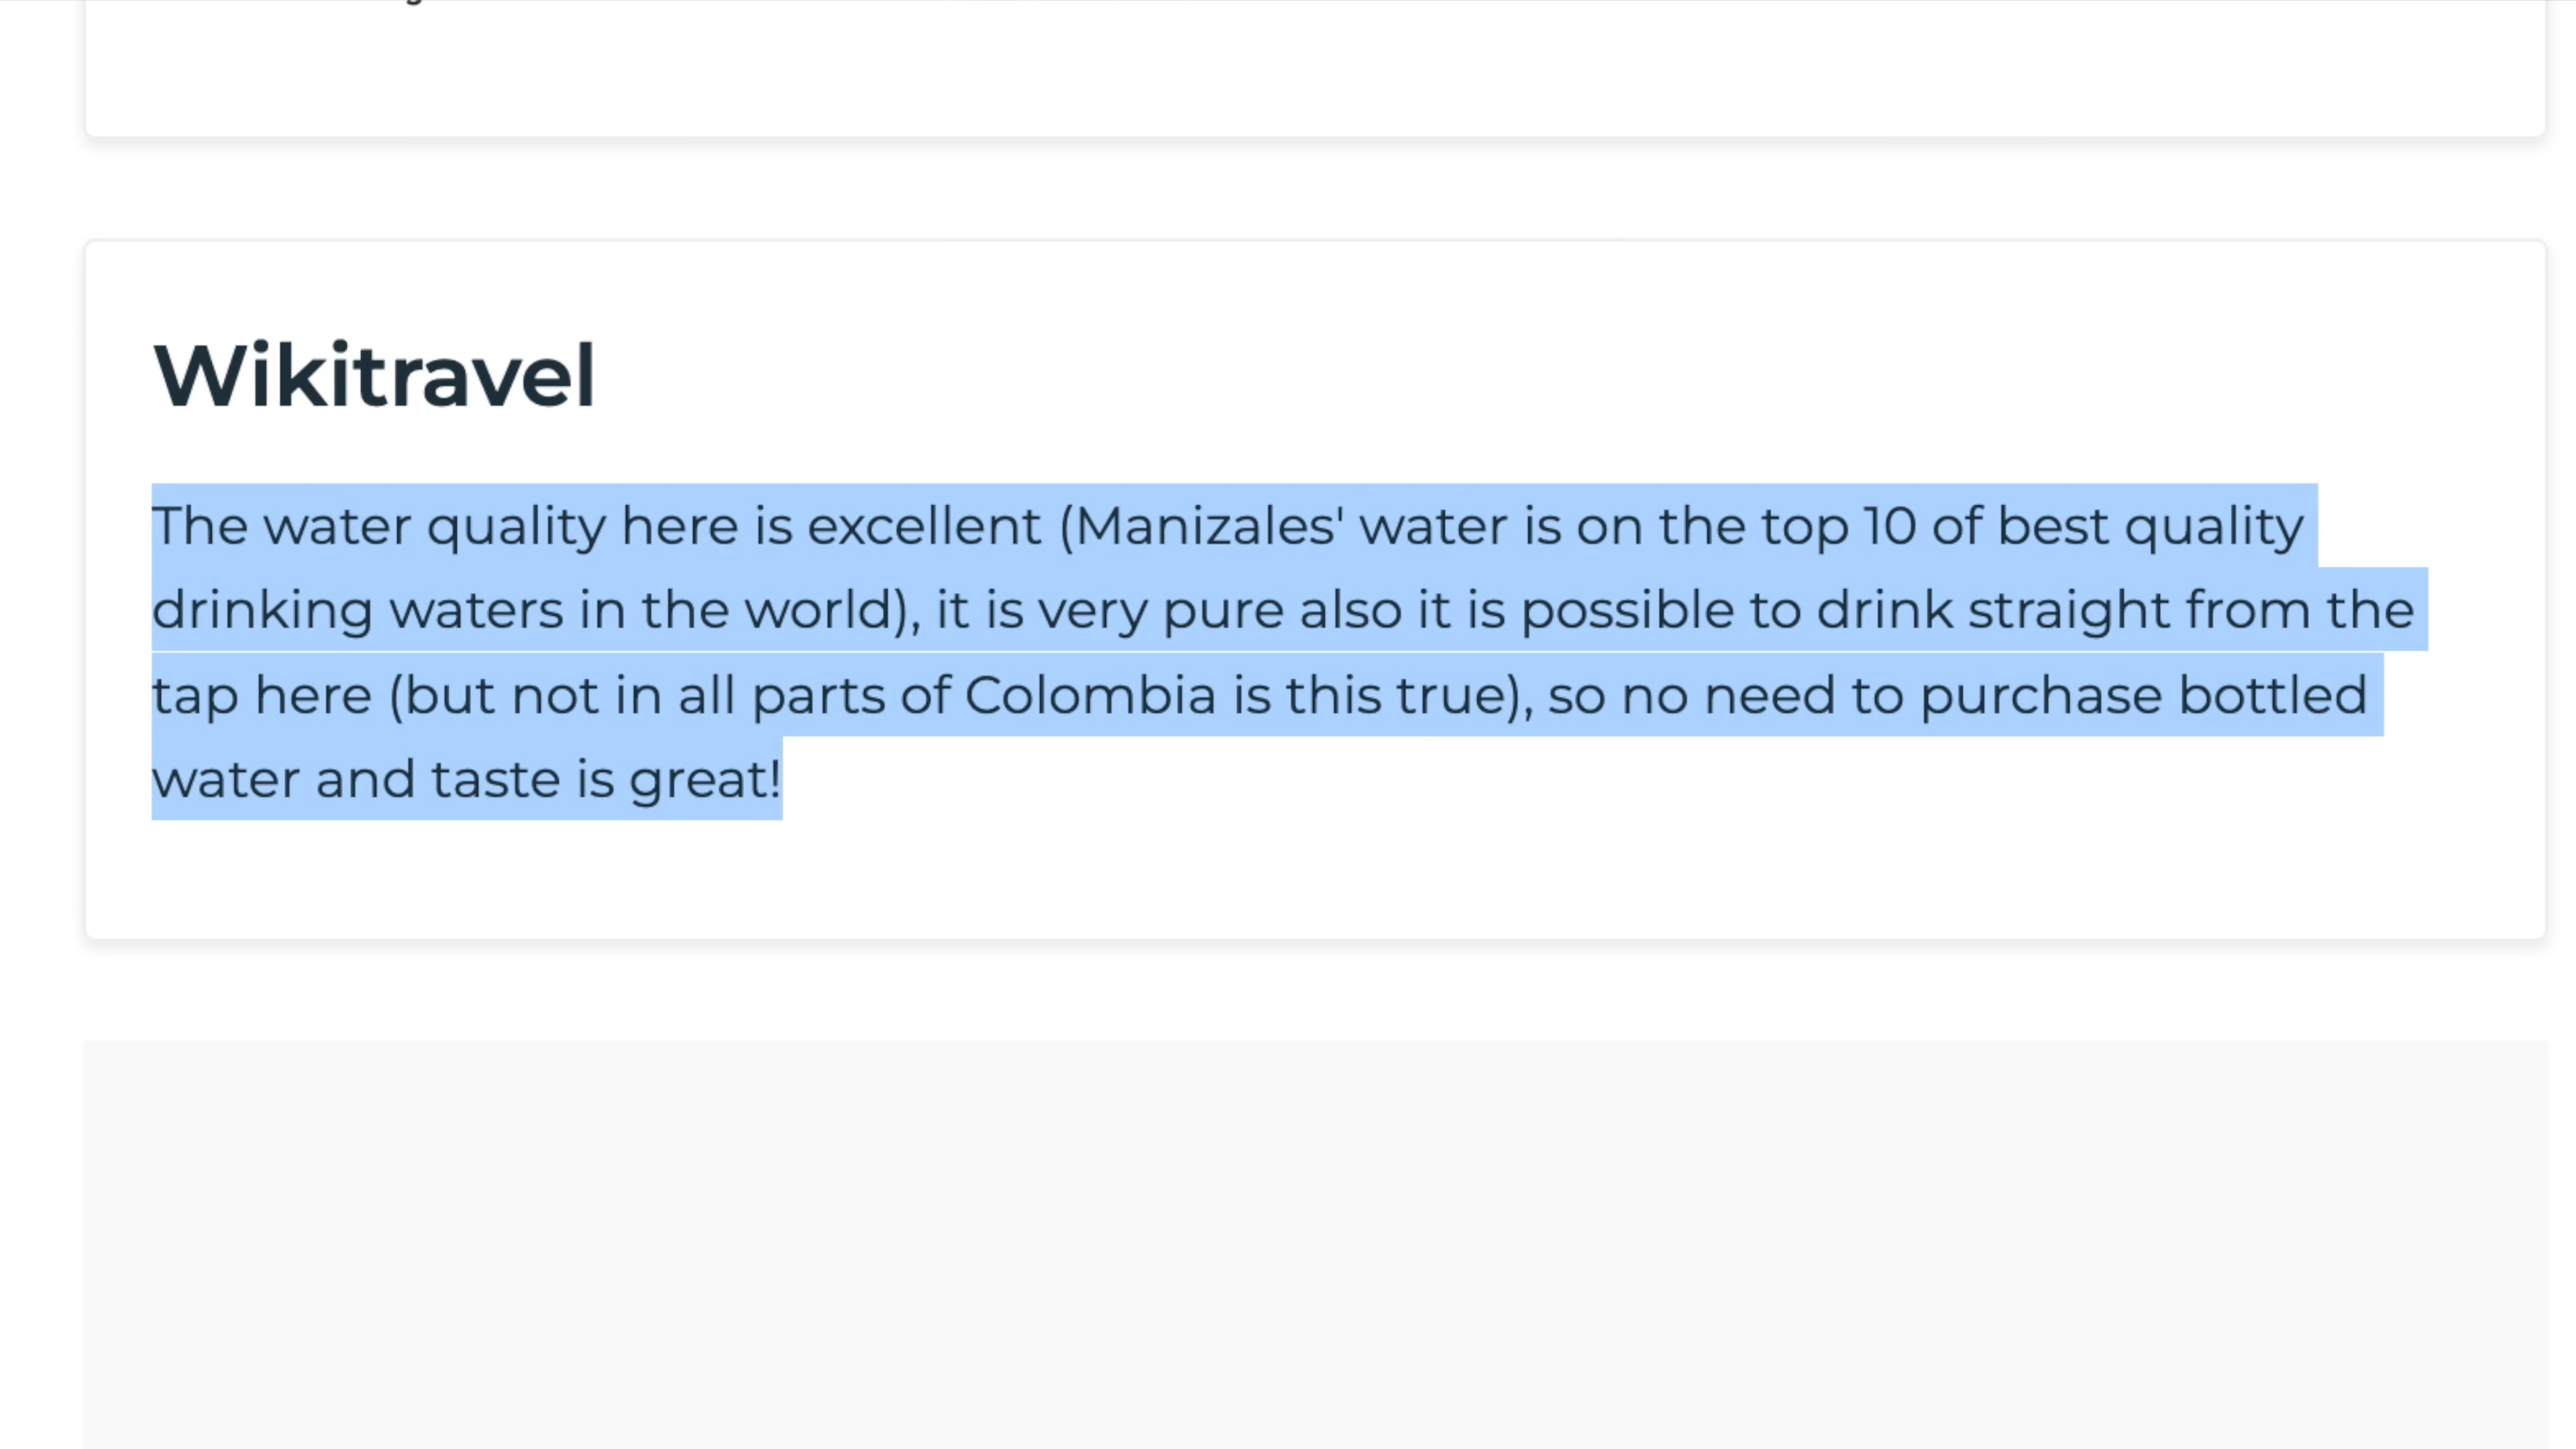 Wikitravel
The water quality here is excellent (Manizales' water is on the top 10 of best quality
drinking waters in the world), it is very pure also it is possible to drink straight from the
tap here (but not in all parts of Colombia is this true), so no need to purchase bottled
water and taste is great!